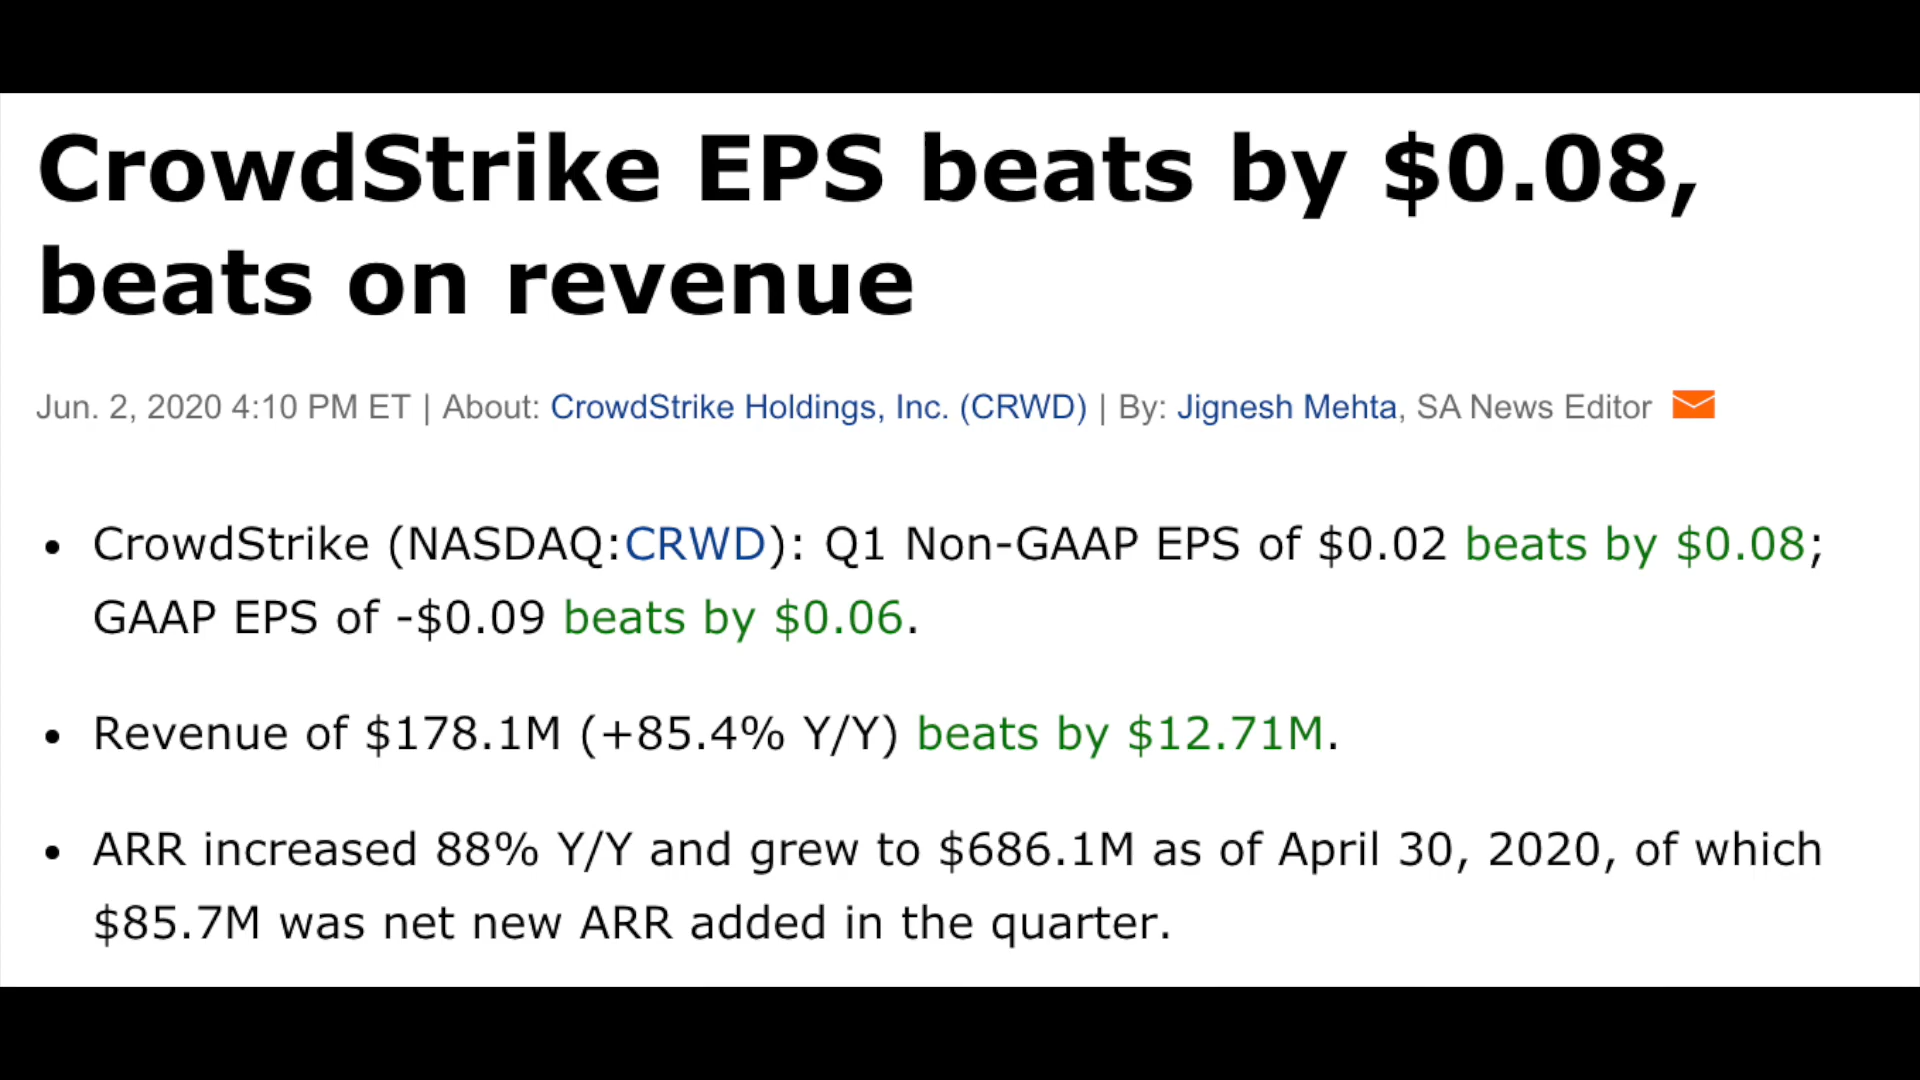 CrowdStrike EPS beats by $0.08,
beats on revenue
Jun. 2, 2020 4:10 PM ET | About: CrowdStrike Holdings, Inc. (CRWD) | By: Jignesh Mehta, SA News Editor
• CrowdStrike (NASDAQ:CRWD): Q1 Non-GAAP EPS of $0.02 beats by $0.08;
GAAP EPS of -$0.09 beats by $0.06.
• Revenue of $178.1M (+85.4% Y/Y) beats by $12.71M.
• ARR increased 88% Y/Y and grew to $686.1M as of April 30, 2020, of which
$85.7M was net new ARR added in the quarter.